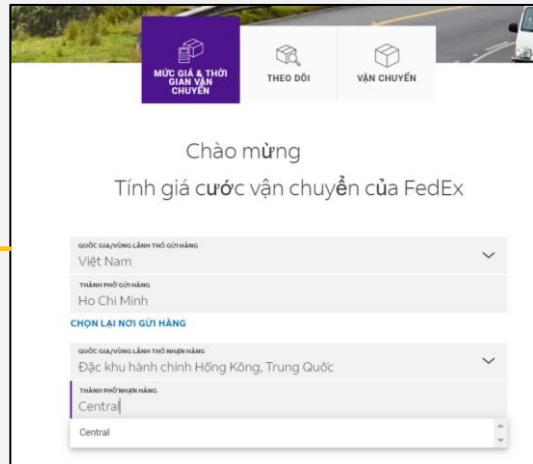 MỨC GIÁ & THỜI
GIAN VẬN
CHUYỂN
THEO DÕI
VẬN CHUYỂN
Chào mừng
Tính giá cước vận chuyển của FedEx
QUỐC GIA/VÙNG LÃNH THỔ GỬI HÀNG
Việt Nam
THÀNH PHỐ GỬI HÀNG
Ho Chi Minh
CHỌN LẠI NƠI GỬI HÀNG
QUỐC GIA/VÙNG LÃNH THỔ NHẬN HÀNG
Đặc khu hành chính Hồng Kông, Trung Quốc
THÀNH PHỐ NHẬN HÀNG
Central
Central